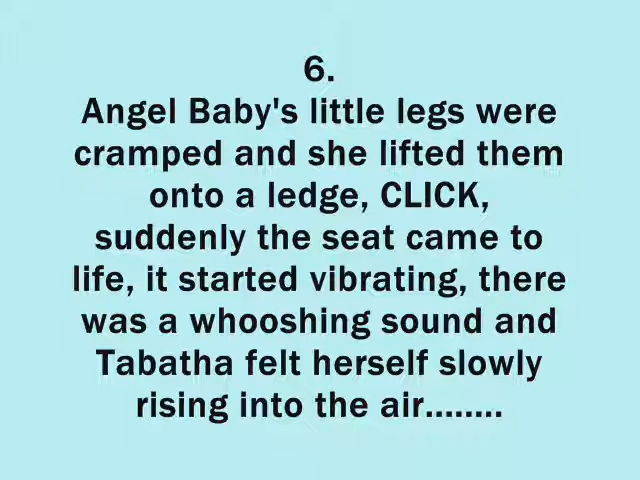 6.
Angel Baby's little legs were
cramped and she lifted them
onto a ledge, CLICK,
suddenly the seat came to
life, it started vibrating, there
was a whooshing sound and
Tabatha felt herself slowly
rising into the air........